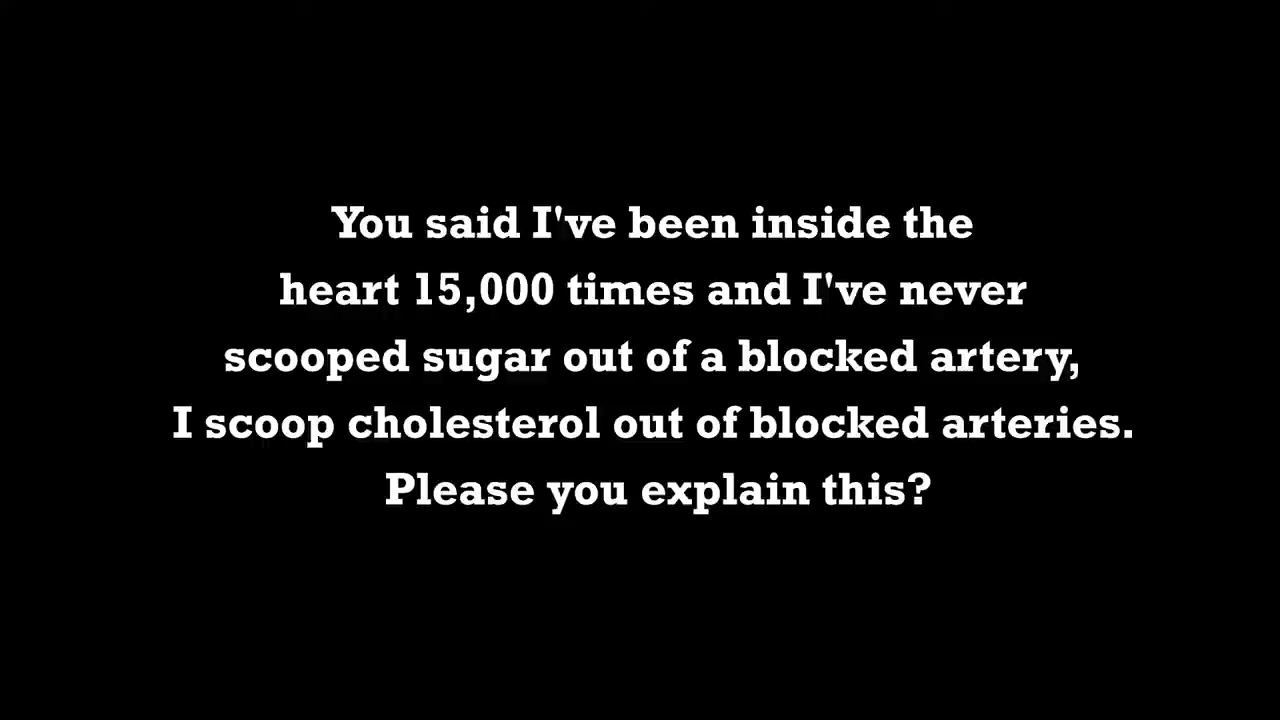 You said I've been inside the
heart 15,000 times and I've never
scooped sugar out of a blocked artery,
I scoop cholesterol out of blocked arteries.
Please you explain this?